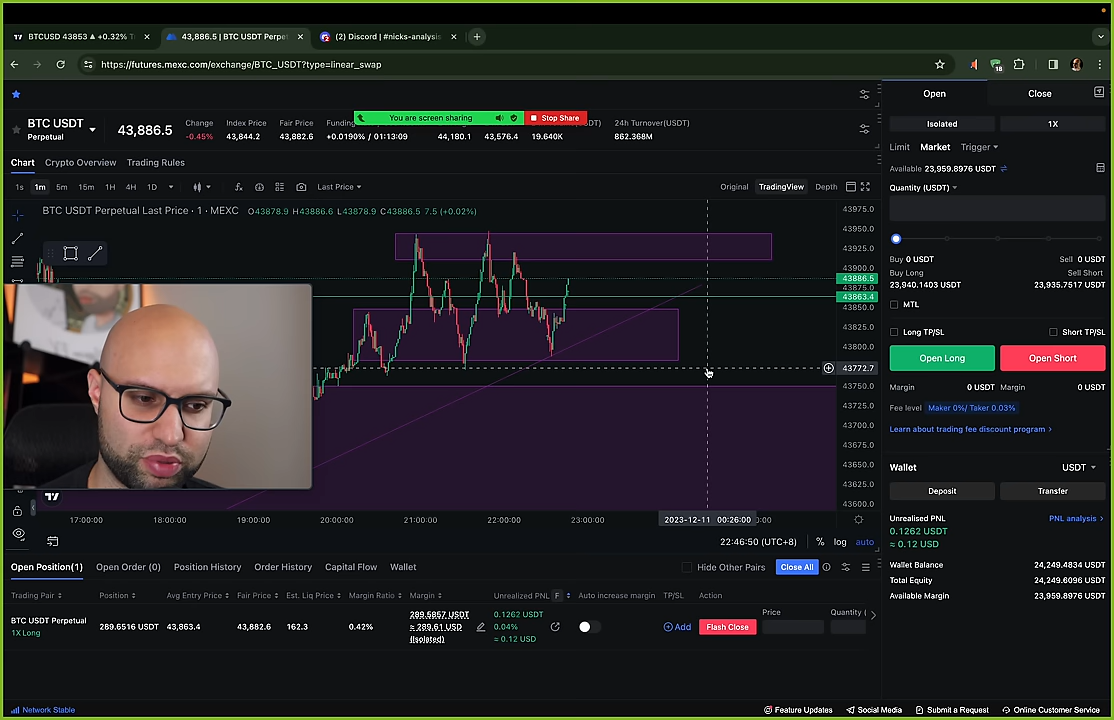 BTCUSD 43853 ▲ +0.32%
43,886.5 | BTC USDT Perpet
(2) Discord | #nicks-analysis
https://futures.mexc.com/exchange/BTC_USDT?type=linear_swap
18
BTC USDT
Perpetual
43,886.5
Change
-0.45%
Index Price
43,844.2
Fair Price
43,882.6
+0.0190% / 01:13:09
44,180.1
43,576.4
19.640K
24h Turnover(USDT)
862.368M
You are screen sharing
Stop Share
Chart Crypto Overview Trading Rules
1s 1m 5m 15m 1H 4H 1D Last Price
Original TradingView Depth
BTC USDT Perpetual Last Price · 1 · MEXC O43878.9 H43886.6 L43878.9 C43886.5 7.5 (+0.02%)
43975.0
43950.0
43925.0
43900.0
43886.5
43875.0
43863.4
43850.0
43825.0
43800.0
43772.7
43750.0
43725.0
43700.0
43675.0
43650.0
43625.0
43600.0
17:00:00 18:00:00 19:00:00 20:00:00 21:00:00 22:00:00 23:00:00 2023-12-11 00:26:00
22:46:50 (UTC+8) % log auto
Open Close
Isolated 1X
Limit Market Trigger
Available 23,959.8976 USDT
Quantity (USDT)
Buy 0 USDT Sell 0 USDT
Buy Long Sell Short
23,940.1403 USDT 23,935.7517 USDT
MTL
Long TP/SL Short TP/SL
Open Long Open Short
Margin 0 USDT Margin 0 USDT
Fee level Maker 0%/ Taker 0.03%
Learn about trading fee discount program >
Wallet USDT
Deposit Transfer
Unrealised PNL PNL analysis >
0.1262 USDT
≈ 0.12 USD
Wallet Balance 24,249.4834 USDT
Total Equity 24,249.6096 USDT
Available Margin 23,959.8976 USDT
Open Position(1) Open Order (0) Position History Order History Capital Flow Wallet
Hide Other Pairs Close All
Trading Pair Position Avg Entry Price Fair Price Est. Liq Price Margin Ratio Margin Unrealized PNL F Auto increase margin TP/SL Action Price Quantity (
BTC USDT Perpetual
1X Long
289.6516 USDT 43,863.4 43,882.6 162.3 0.42%
289.5857 USDT
≈ 289.61 USD
(Isolated)
0.1262 USDT
0.04%
≈ 0.12 USD
Add Flash Close
Network Stable
Feature Updates Social Media Submit a Request Online Customer Service